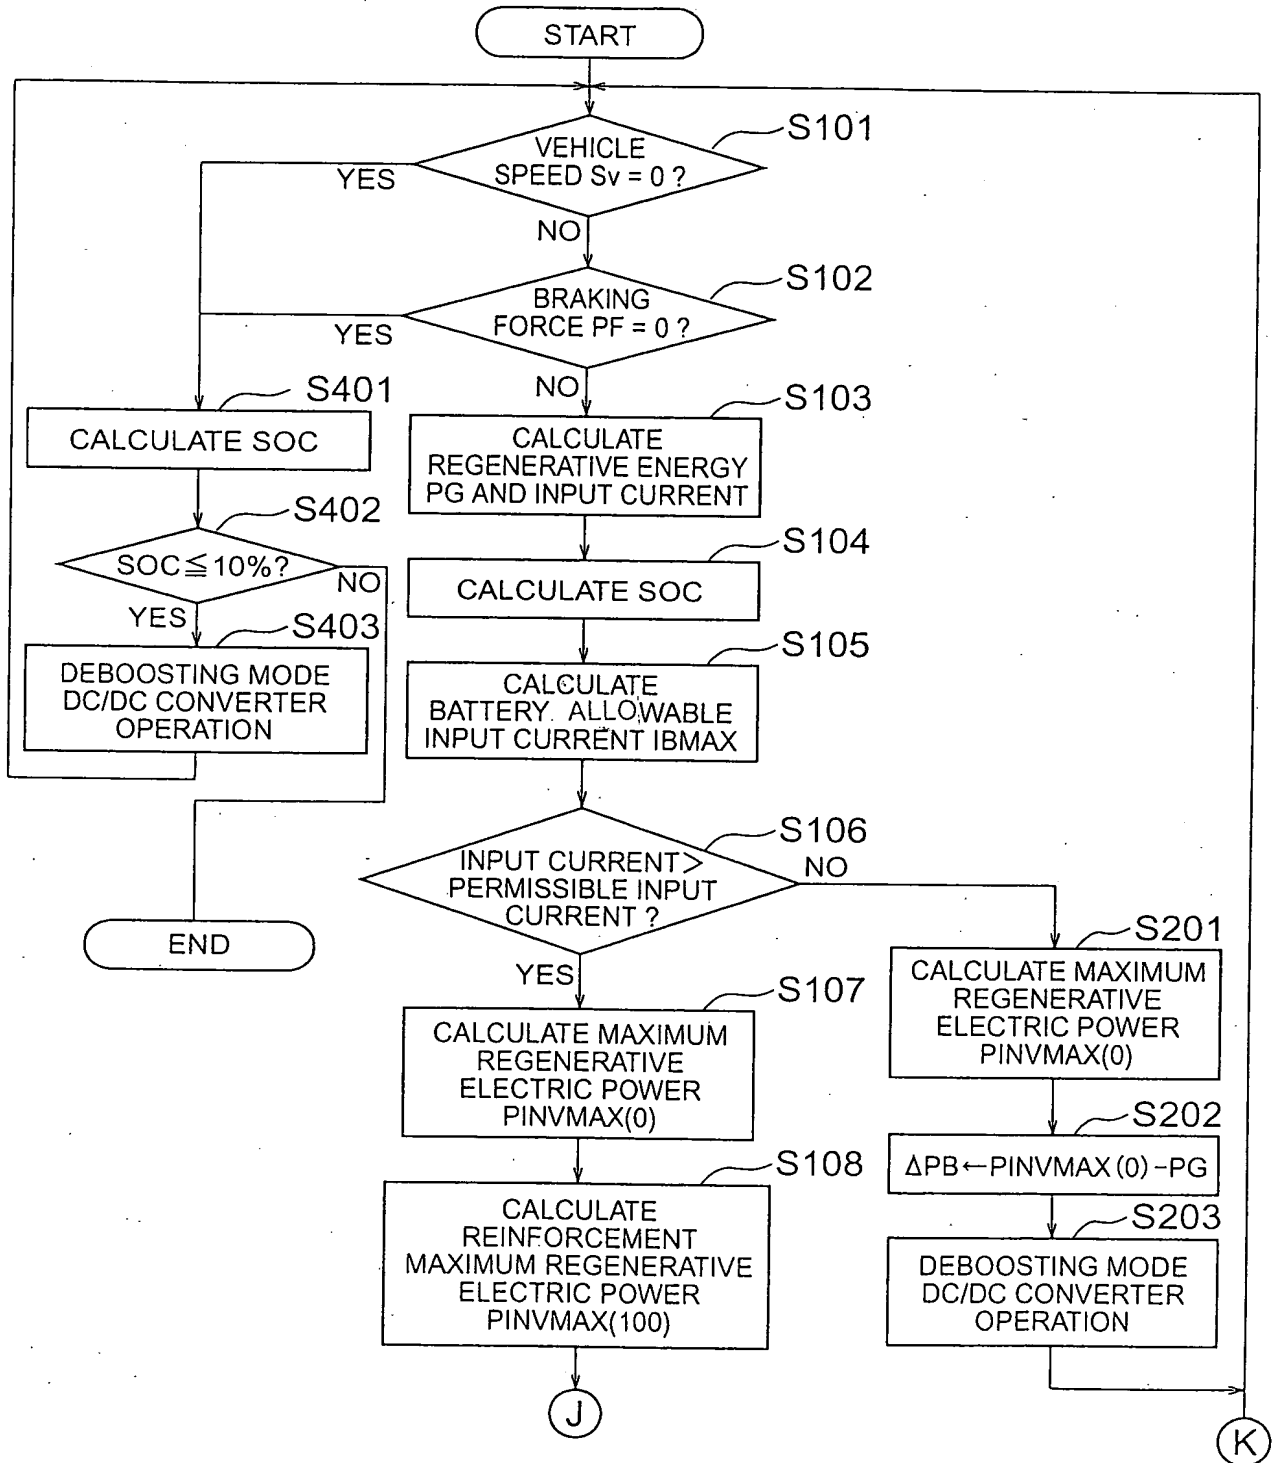 START
S101
VEHICLE
SPEED Sv = 0 ?
YES
NO
S102
BRAKING
FORCE PF = 0 ?
YES
NO
S401
CALCULATE SOC
S402
SOC≦10%?
NO
YES
S403
DEBOOSTING MODE
DC/DC CONVERTER
OPERATION
END
S103
CALCULATE
REGENERATIVE ENERGY
PG AND INPUT CURRENT
S104
CALCULATE SOC
S105
CALCULATE
BATTERY. ALLOWABLE
INPUT CURRENT IBMAX
S106
INPUT CURRENT>
PERMISSIBLE INPUT
CURRENT ?
NO
YES
S107
CALCULATE MAXIMUM
REGENERATIVE
ELECTRIC POWER
PINVMAX(0)
S108
CALCULATE
REINFORCEMENT
MAXIMUM REGENERATIVE
ELECTRIC POWER
PINVMAX(100)
J
S201
CALCULATE MAXIMUM
REGENERATIVE
ELECTRIC POWER
PINVMAX(0)
S202
ΔPB←PINVMAX(0)-PG
S203
DEBOOSTING MODE
DC/DC CONVERTER
OPERATION
K